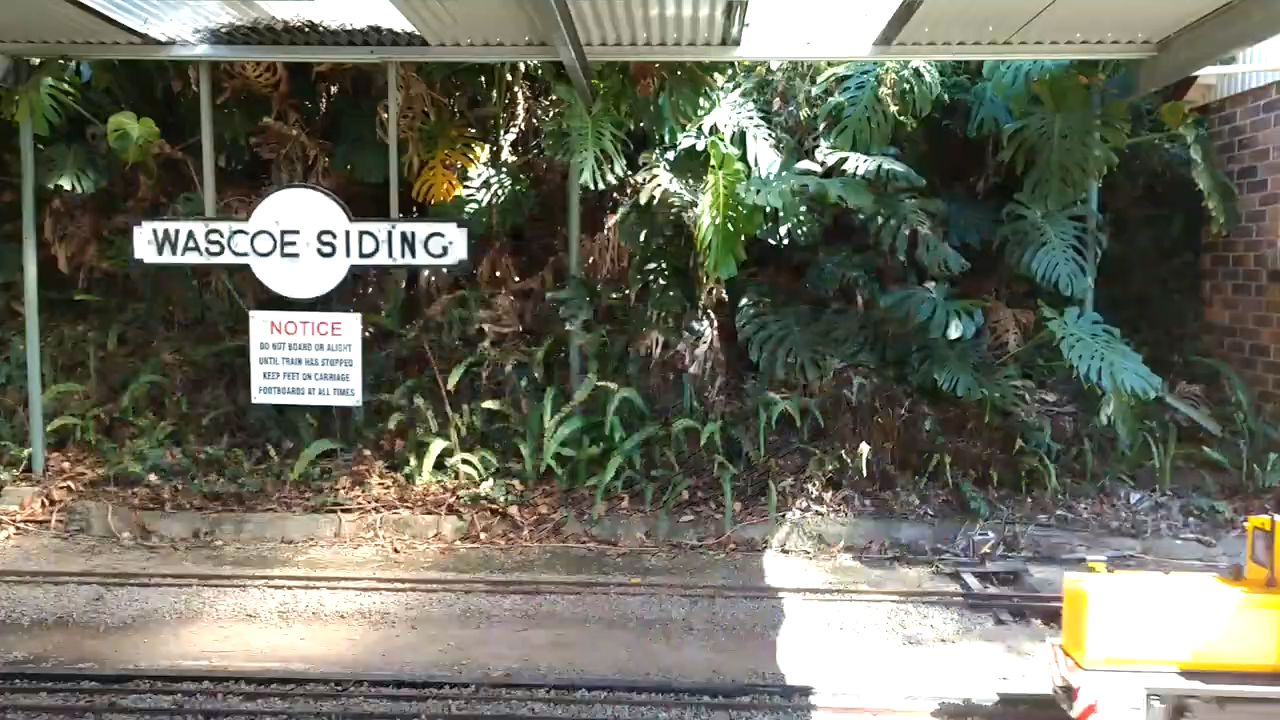 WASCOE SIDING
NOTICE
DO NOT BOARD OR ALIGHT
UNTIL TRAIN HAS STOPPED
KEEP FEET ON CARRIAGE
FOOTBOARDS AT ALL TIMES